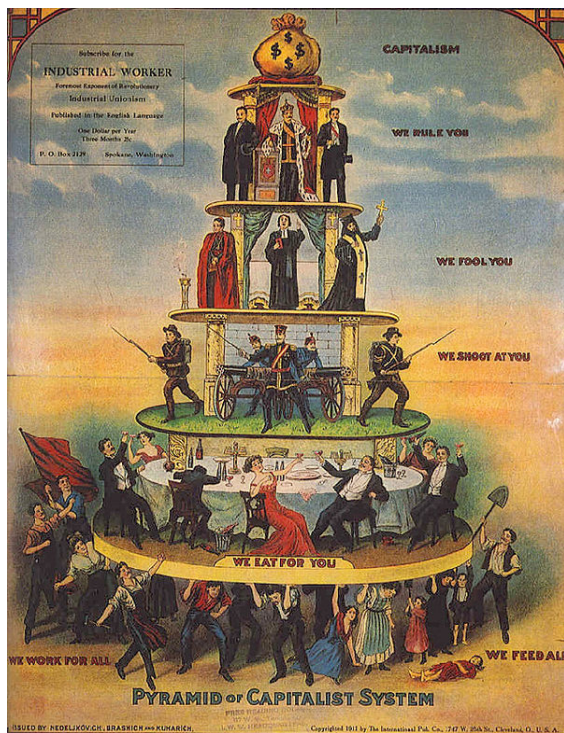 Subscribe for the
INDUSTRIAL WORKER
Foremost Exponent of Revolutionary
Industrial Unionism
Published in the English Language
One Dollar per Year
Three Months 25c
P. O. Box 2129 Spokane, Washington
CAPITALISM
WE RULE YOU
WE FOOL YOU
WE SHOOT AT YOU
WE EAT FOR YOU
WE WORK FOR ALL
WE FEED ALL
PYRAMID OF CAPITALIST SYSTEM
ISSUED BY NEDELJKOVICH, BRASHICH AND KUHARICH.
Copyrighted 1911 by The International Pub. Co., 747 W. 25th St., Cleveland, O., U. S. A.